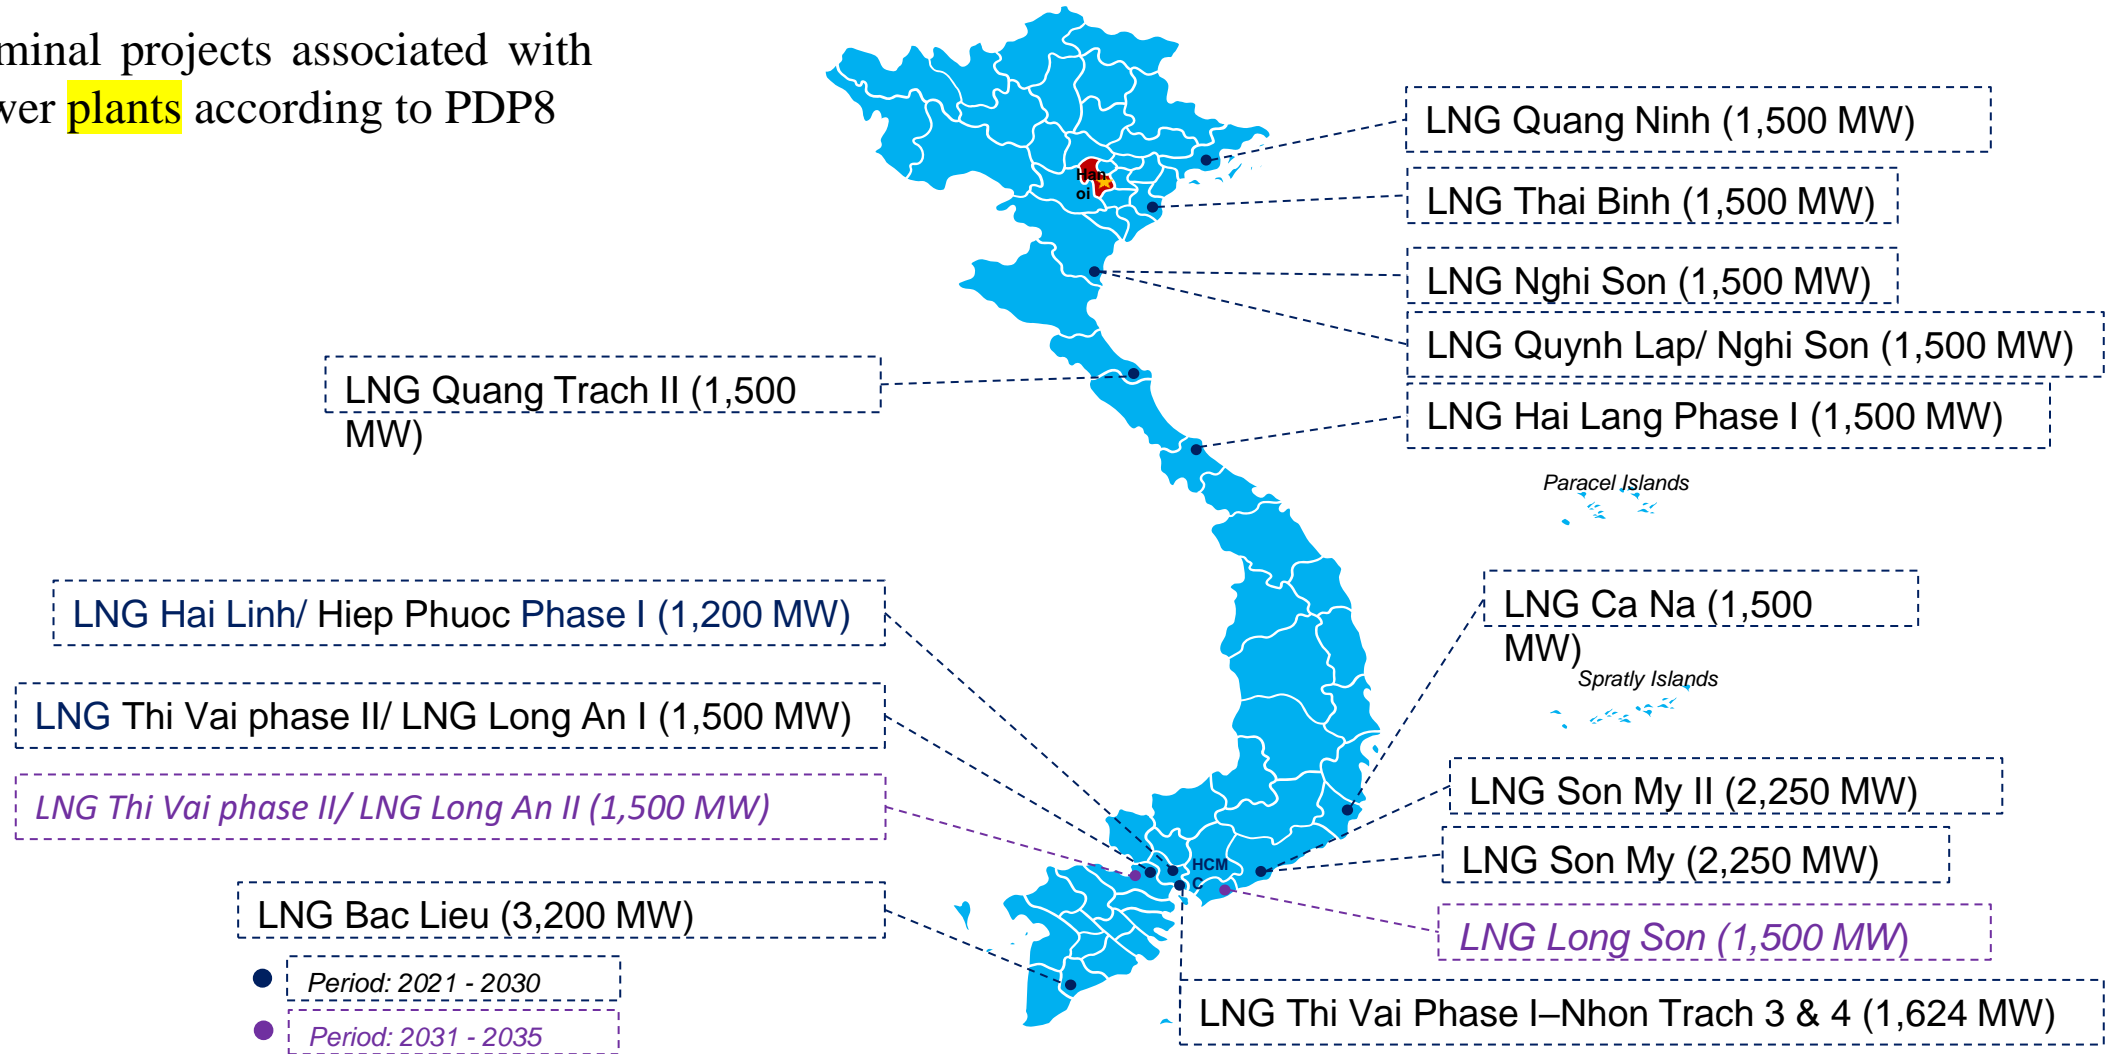 minal projects associated with
wer plants according to PDP8
LNG Quang Ninh (1,500 MW)
Han
oi
LNG Thai Binh (1,500 MW)
LNG Nghi Son (1,500 MW)
LNG Quynh Lap/ Nghi Son (1,500 MW)
LNG Quang Trach II (1,500
MW)
LNG Hai Lang Phase I (1,500 MW)
Paracel Islands
LNG Hai Linh/ Hiep Phuoc Phase I (1,200 MW)
LNG Ca Na (1,500
MW)
Spratly Islands
LNG Thi Vai phase II/ LNG Long An I (1,500 MW)
LNG Thi Vai phase II/ LNG Long An II (1,500 MW)
LNG Son My II (2,250 MW)
LNG Son My (2,250 MW)
HCM
C
LNG Bac Lieu (3,200 MW)
LNG Long Son (1,500 MW)
Period: 2021 - 2030
Period: 2031 - 2035
LNG Thi Vai Phase I–Nhon Trach 3 & 4 (1,624 MW)